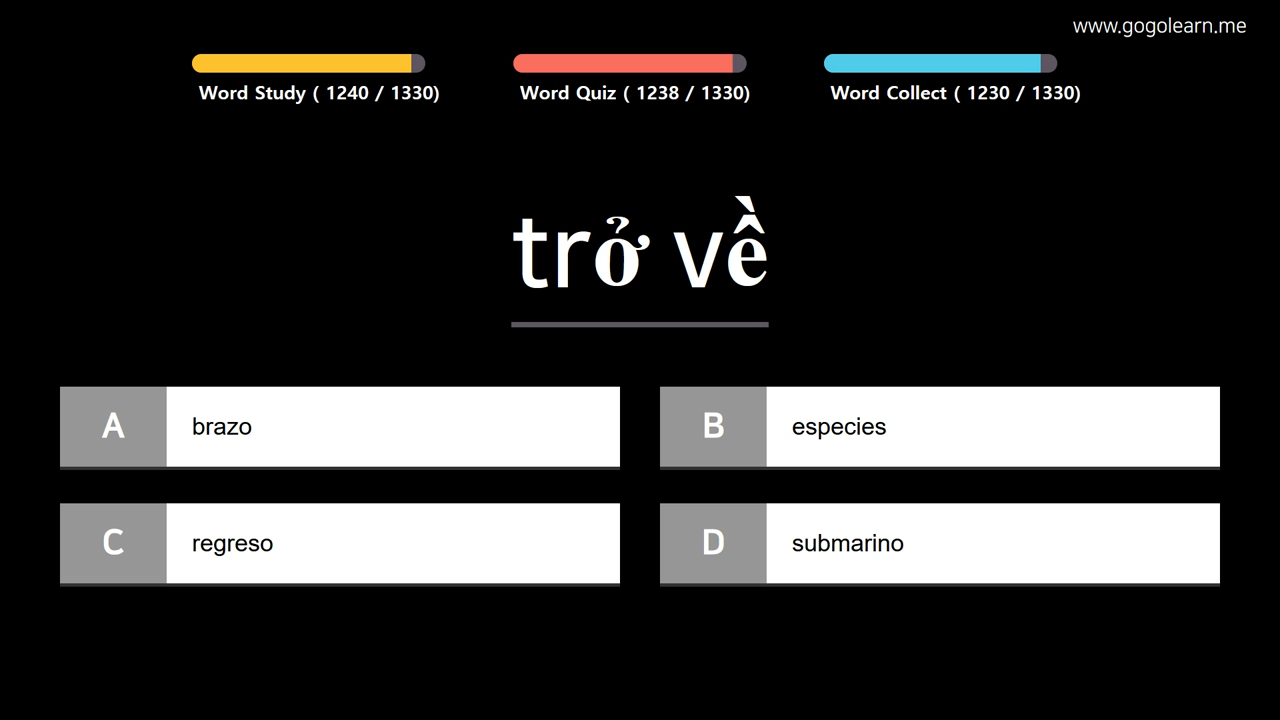 www.gogolearn.me
Word Study ( 1240 / 1330)
Word Quiz ( 1238 / 1330)
Word Collect ( 1230 / 1330)
trở về
A brazo
B especies
C regreso
D submarino